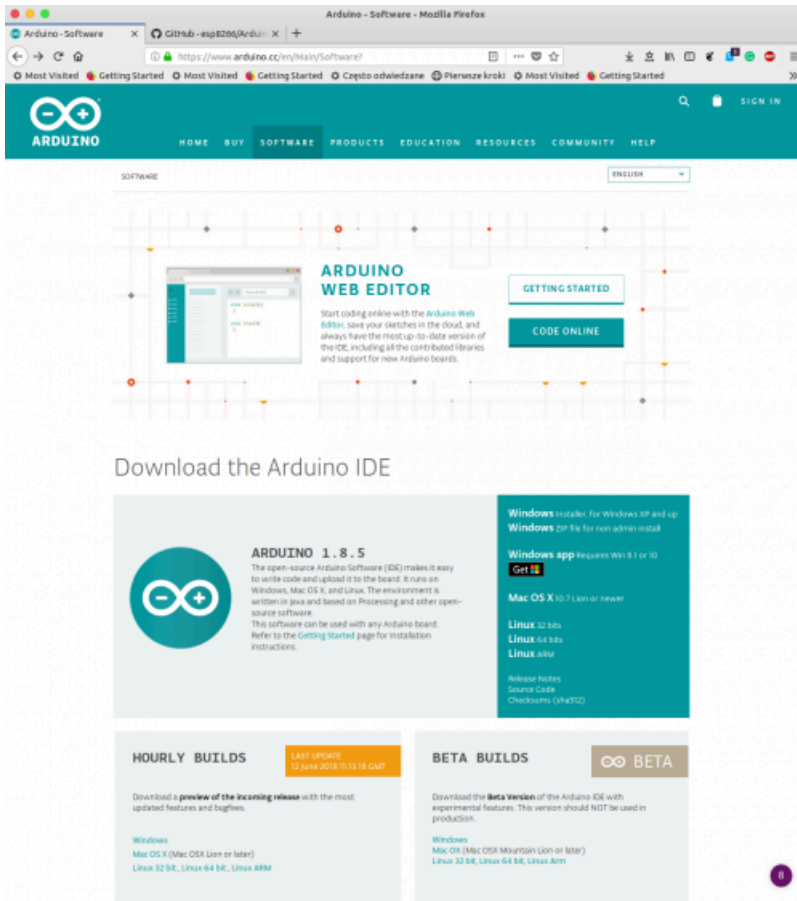 Arduino - Software - Mozilla Firefox
Arduino - Software
GitHub - esp8266/Arduin
https://www.arduino.cc/en/Main/Software?
Most Visited Getting Started Most Visited Getting Started Często odwiedzane Pierwsze kroki Most Visited Getting Started
SIGN IN
ARDUINO
HOME BUY SOFTWARE PRODUCTS EDUCATION RESOURCES COMMUNITY HELP
SOFTWARE
ENGLISH
ARDUINO
WEB EDITOR
Start coding online with the Arduino Web
Editor, save your sketches in the cloud, and
always have the most up-to-date version of
the IDE, including all the contributed libraries
and support for new Arduino boards.
GETTING STARTED
CODE ONLINE
Download the Arduino IDE
ARDUINO 1.8.5
The open-source Arduino Software (IDE) makes it easy
to write code and upload it to the board. It runs on
Windows, Mac OS X, and Linux. The environment is
written in Java and based on Processing and other open-
source software.
This software can be used with any Arduino board.
Refer to the Getting Started page for Installation
instructions.
Windows Installer, for Windows XP and up
Windows ZIP file for non admin install
Windows app Requires Win 8.1 or 10
Get
Mac OS X 10.7 Lion or newer
Linux 32 bits
Linux 64 bits
Linux ARM
Release Notes
Source Code
Checksums (sha512)
HOURLY BUILDS
LAST UPDATE
12 June 2018 11:13:18 GMT
Download a preview of the incoming release with the most
updated features and bugfixes.
Windows
Mac OS X (Mac OSX Lion or later)
Linux 32 bit, Linux 64 bit, Linux ARM
BETA BUILDS
BETA
Download the Beta Version of the Arduino IDE with
experimental features. This version should NOT be used in
production.
Windows
Mac OX (Mac OSX Mountain Lion or later)
Linux 32 bit, Linux 64 bit, Linux Arm
8